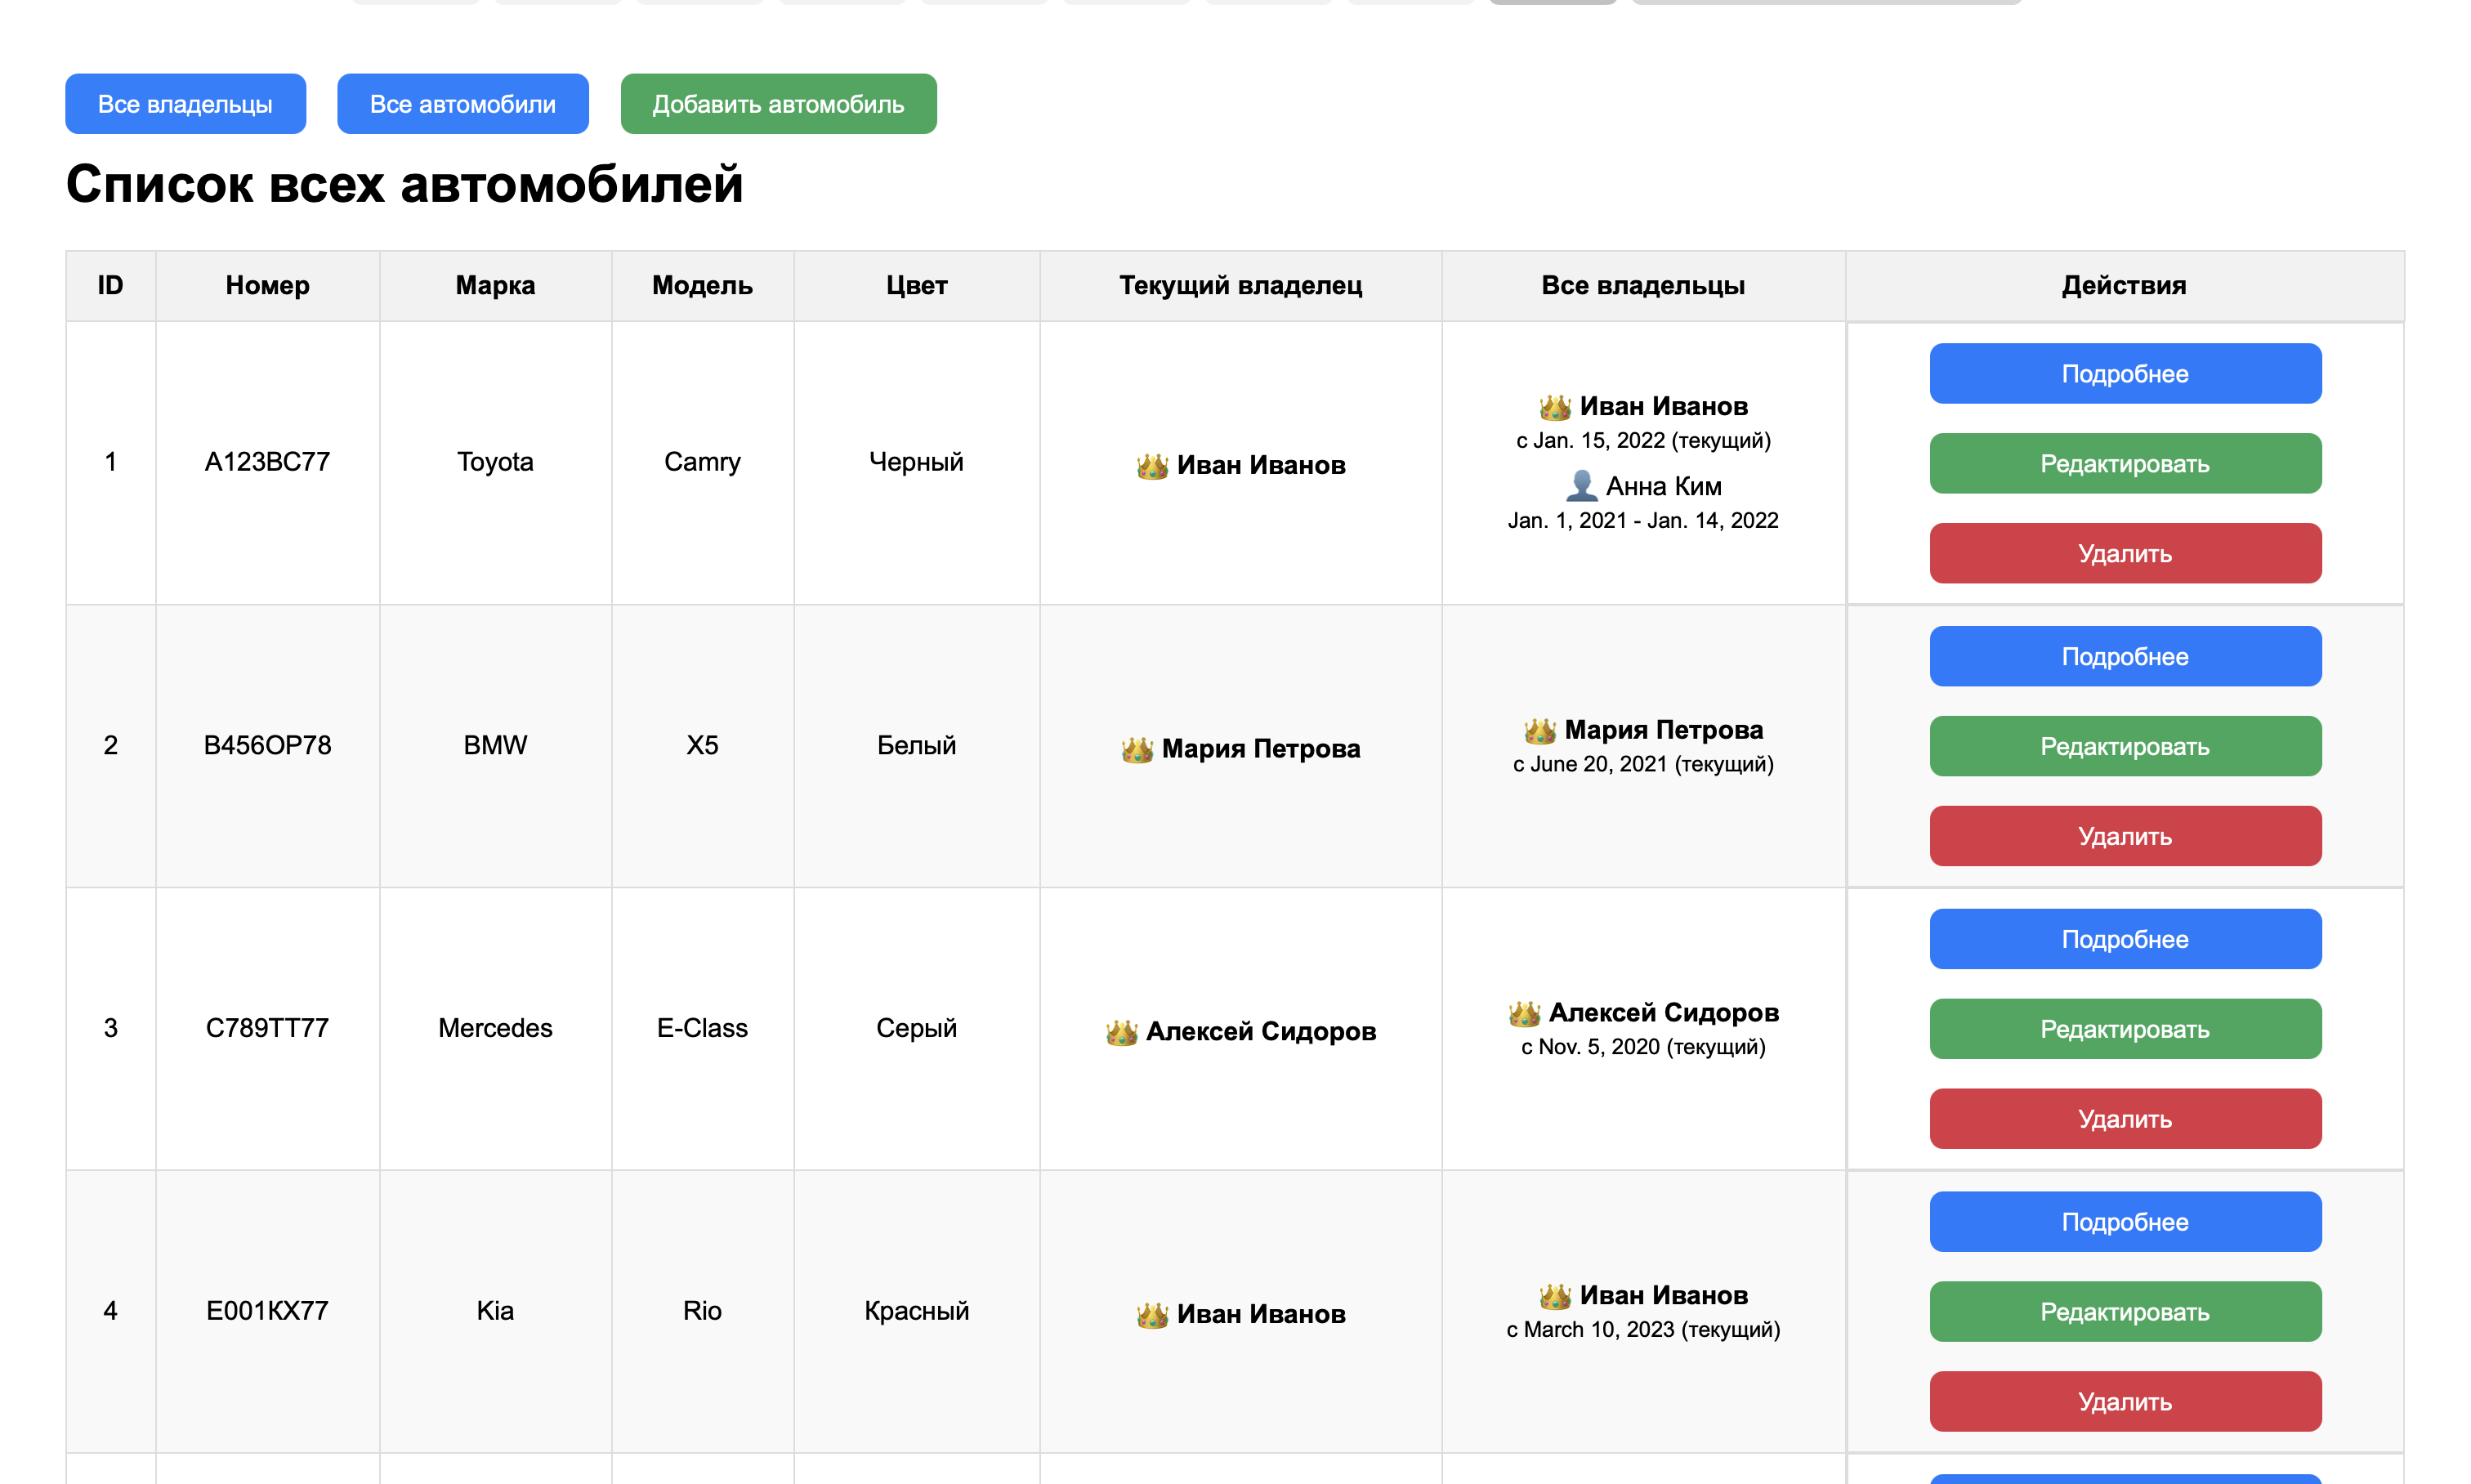 Все владельцы
Все автомобили
Добавить автомобиль
Список всех автомобилей
ID Номер Марка Модель Цвет Текущий владелец Все владельцы Действия
1 А123ВС77 Toyota Camry Черный Иван Иванов
Иван Иванов
с Jan. 15, 2022 (текущий)
Анна Ким
Jan. 1, 2021 - Jan. 14, 2022
Подробнее
Редактировать
Удалить
2 В456ОР78 BMW X5 Белый Мария Петрова
Мария Петрова
с June 20, 2021 (текущий)
Подробнее
Редактировать
Удалить
3 С789ТТ77 Mercedes E-Class Серый Алексей Сидоров
Алексей Сидоров
с Nov. 5, 2020 (текущий)
Подробнее
Редактировать
Удалить
4 Е001КХ77 Kia Rio Красный Иван Иванов
Иван Иванов
с March 10, 2023 (текущий)
Подробнее
Редактировать
Удалить